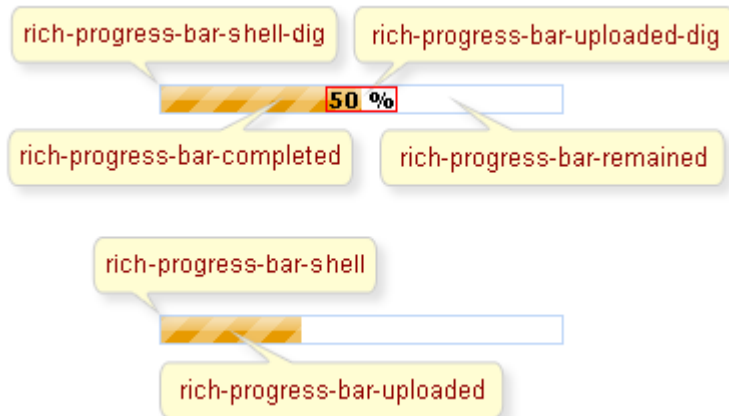 rich-progress-bar-shell-dig
rich-progress-bar-uploaded-dig
50 %
rich-progress-bar-completed
rich-progress-bar-remained
rich-progress-bar-shell
rich-progress-bar-uploaded